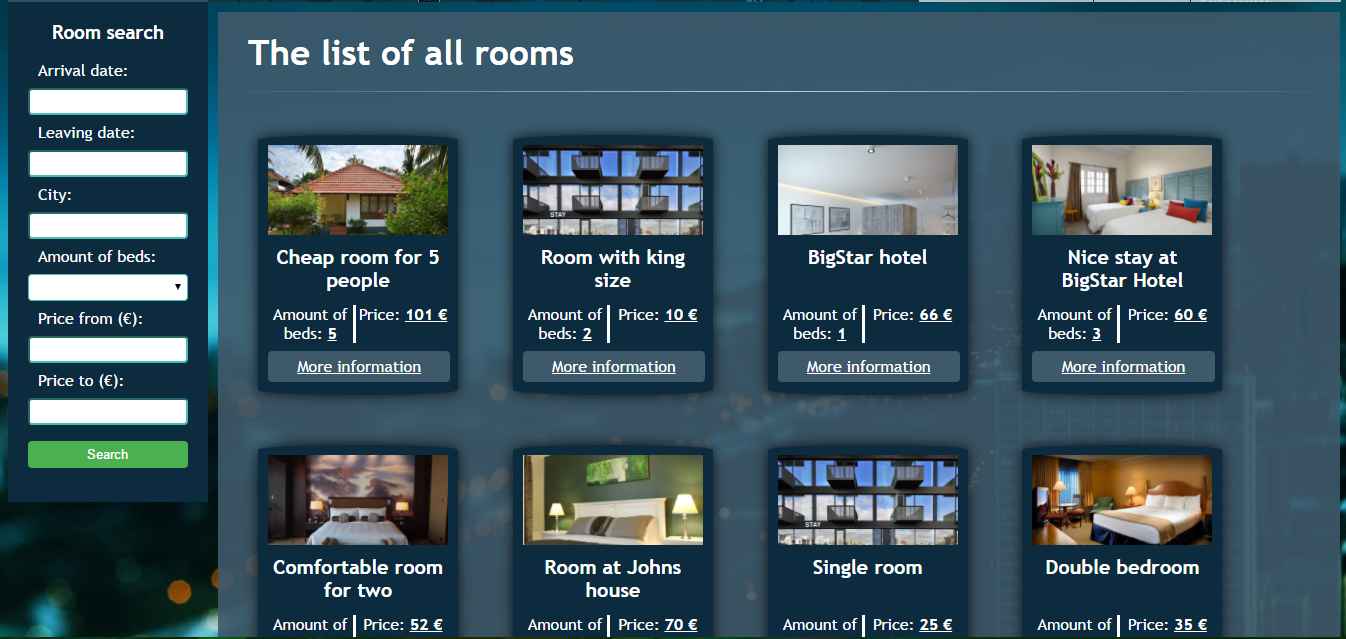 Room search
Arrival date:
Leaving date:
City:
Amount of beds:
Price from (€):
Price to (€):
Search
The list of all rooms
Cheap room for 5
people
Amount of
beds: 5
Price: 101 €
More information
STAY
Room with king
size
Amount of
beds: 2
Price: 10 €
More information
BigStar hotel
Amount of
beds: 1
Price: 66 €
More information
Nice stay at
BigStar Hotel
Amount of
beds: 3
Price: 60 €
More information
Comfortable room
for two
Amount of
Price: 52 €
Room at Johns
house
Amount of
Price: 70 €
STAY
Single room
Amount of
Price: 25 €
Double bedroom
Amount of
Price: 35 €